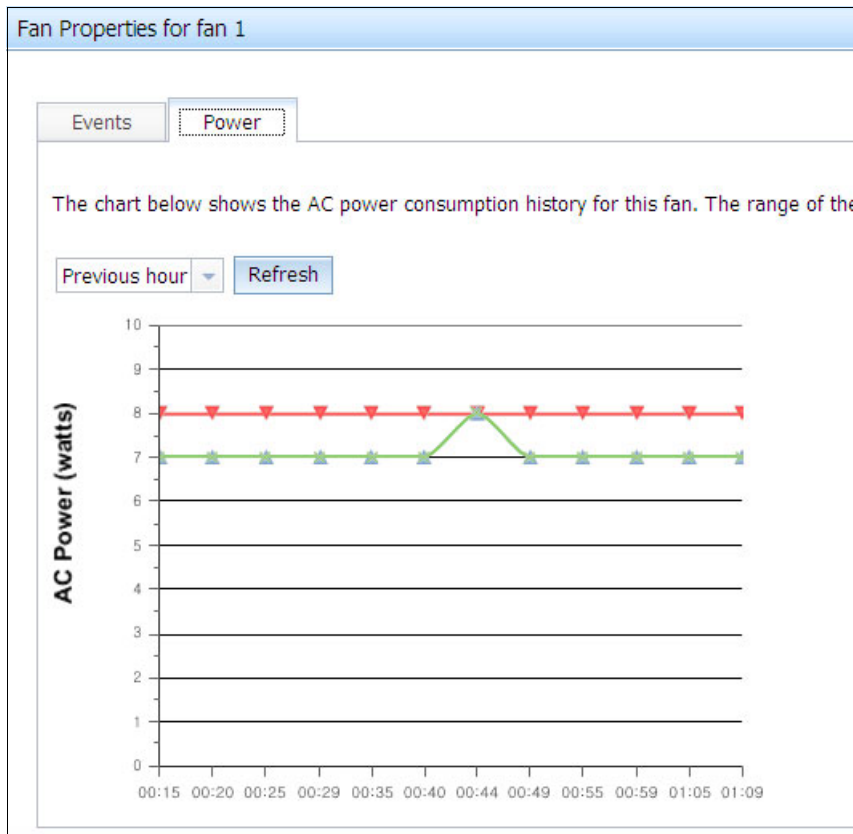 Fan Properties for fan 1
Events Power
The chart below shows the AC power consumption history for this fan. The range of the
Previous hour Refresh
AC Power (watts)
10
9
8
7
6
5
4
3
2
1
0
00:15 00:20 00:25 00:29 00:35 00:40 00:44 00:49 00:55 00:59 01:05 01:09